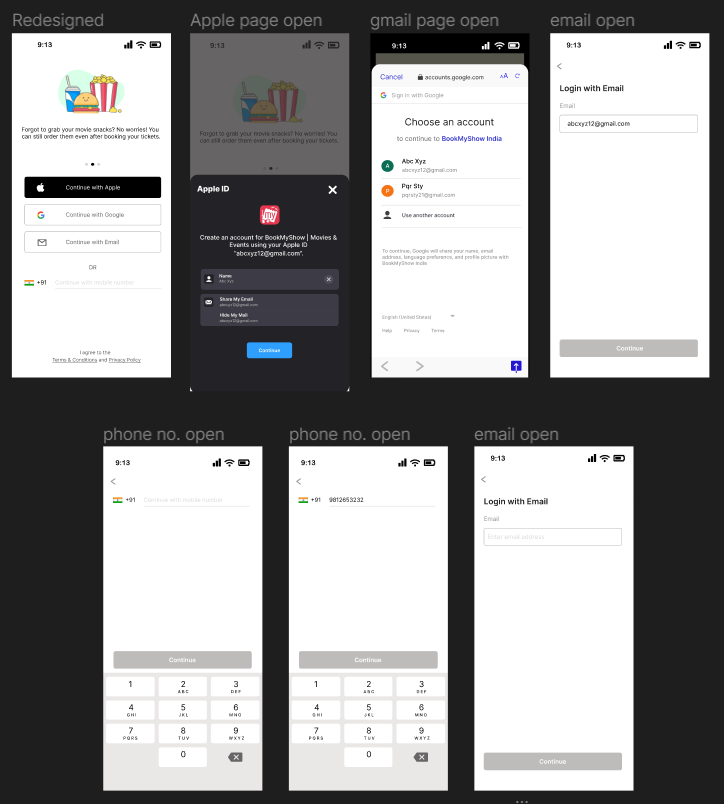 Redesigned
9:13
Forgot to grab your movie snacks? No worries! You
can still order them even after booking your tickets.
Continue with Apple
Continue with Google
Continue with Email
OR
+91 Continue with mobile number
I agree to the
Terms & Conditions and Privacy Policy
Apple page open
9:13
Forgot to grab your movie snacks? No worries! You
can still order them even after booking your tickets.
Apple ID
Create an account for BookMyShow | Movies &
Events using your Apple ID
"abcxyz12@gmail.com".
Name
Abc Xyz
Share My Email
abcxyz12@gmail.com
Hide My Mail
abcxyz12@gmail.com
Continue
gmail page open
9:13
Cancel accounts.google.com AA
G Sign in with Google
Choose an account
to continue to BookMyShow India
A Abc Xyz
abcxyz12@gmail.com
P Pqr Sty
pqrsty21@gmail.com
Use another account
To continue, Google will share your name, email
address, language preference, and profile picture with
BookMyShow India
English (United States)
Help Privacy Terms
email open
9:13
<
Login with Email
Email
abcxyz12@gmail.com
Continue
phone no. open
9:13
<
+91 Continue with mobile number
Continue
1 2 3
ABC DEF
4 5 6
GHI JKL MNO
7 8 9
PQRS TUV WXYZ
0
phone no. open
9:13
<
+91 9812653232
Continue
1 2 3
ABC DEF
4 5 6
GHI JKL MNO
7 8 9
PQRS TUV WXYZ
0
email open
9:13
<
Login with Email
Email
Enter email address
Continue